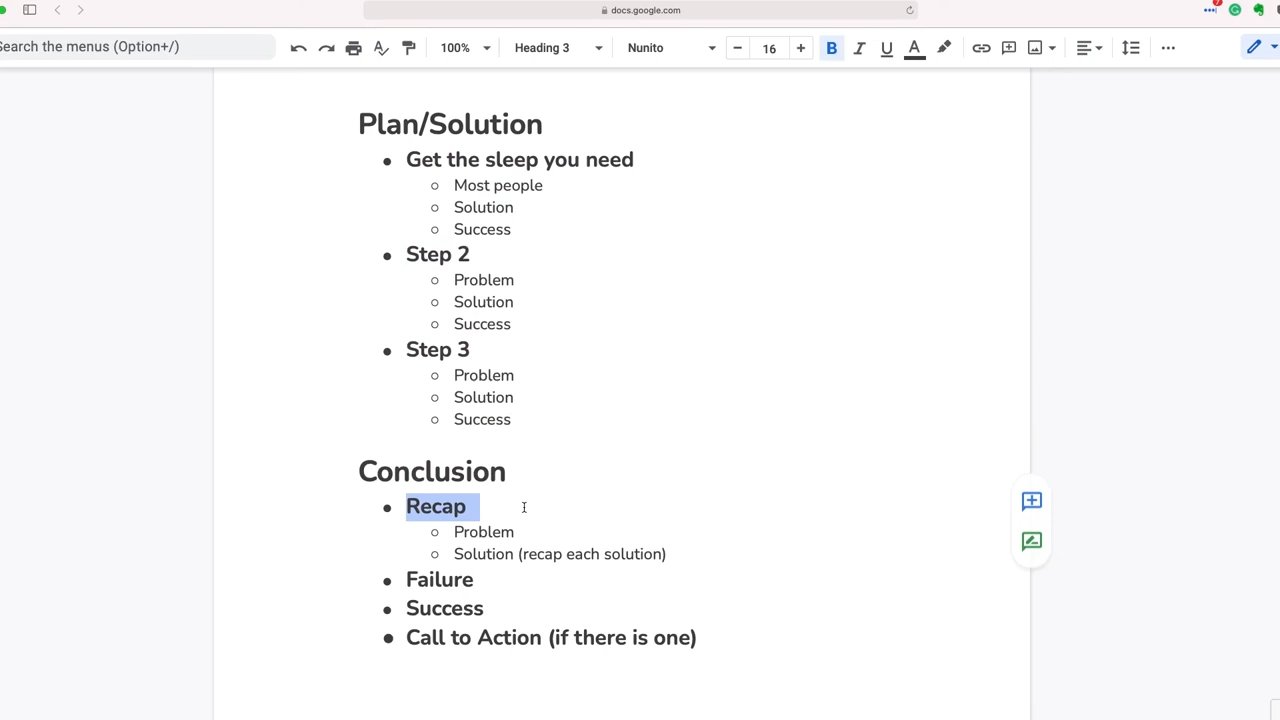 docs.google.com
7
Search the menus (Option+/)
100%
Heading 3
Nunito
16
B
I
U
A
Plan/Solution
Get the sleep you need
Most people
Solution
Success
Step 2
Problem
Solution
Success
Step 3
Problem
Solution
Success
Conclusion
Recap
Problem
Solution (recap each solution)
Failure
Success
Call to Action (if there is one)